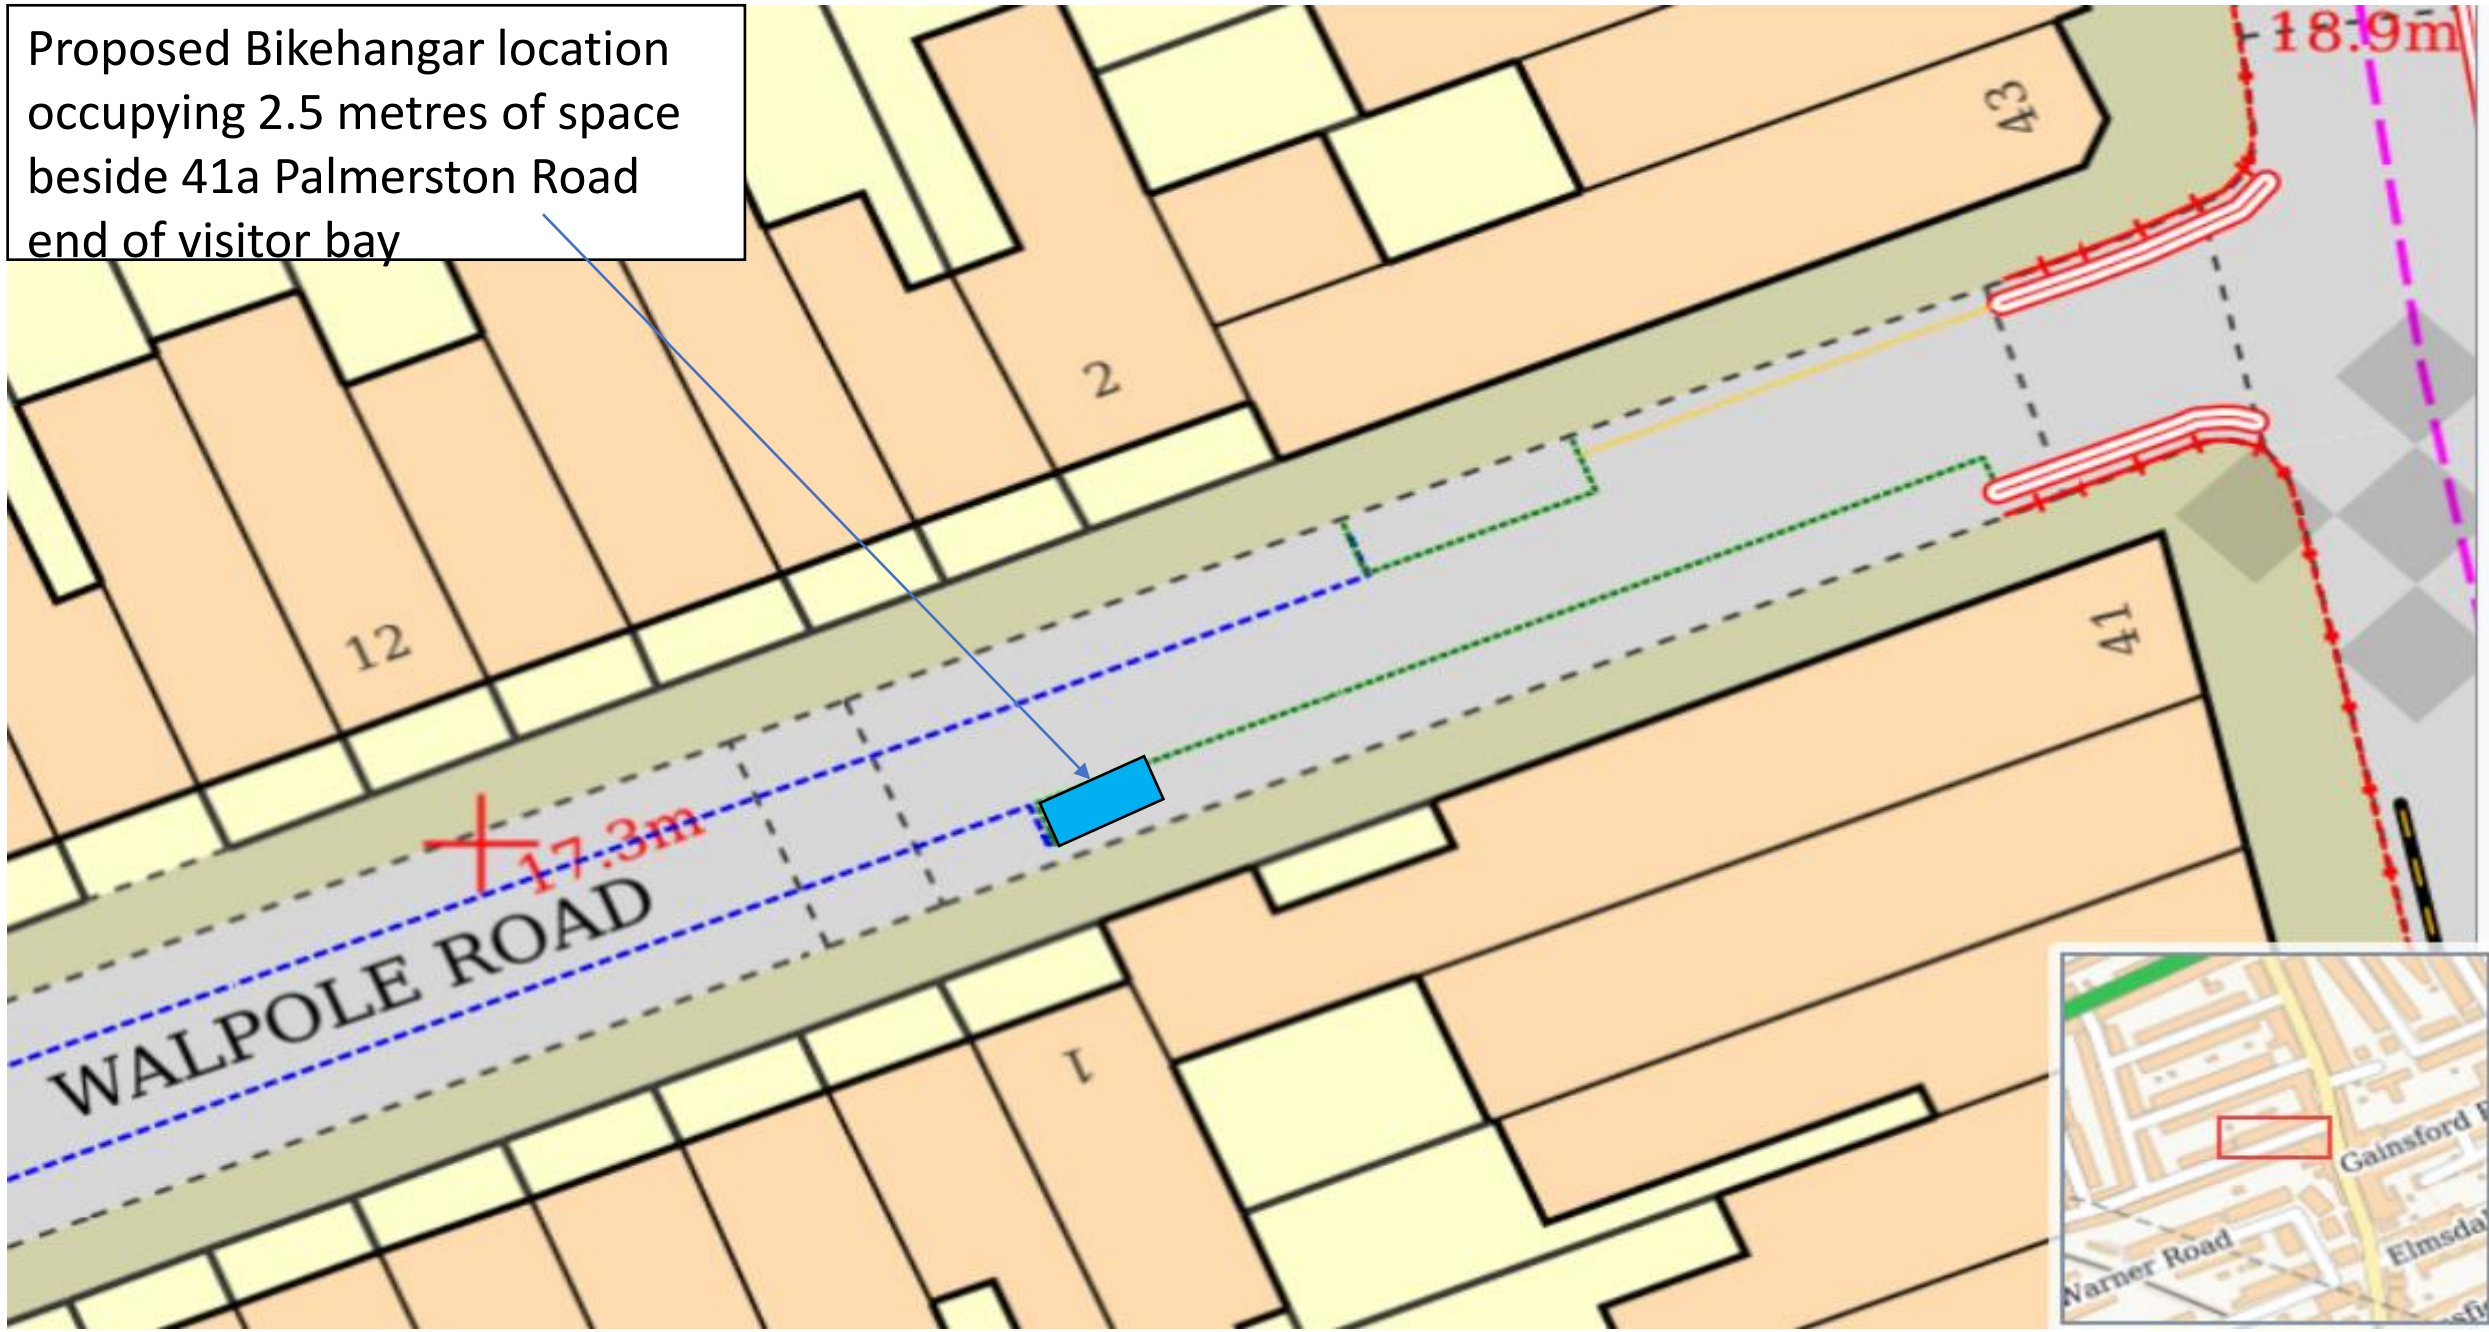 Proposed Bikehangar location
occupying 2.5 metres of space
beside 41a Palmerston Road
end of visitor bay
18.9m
43
2
12
41
17.3m
WALPOLE ROAD
1
Gainsford
Warner Road